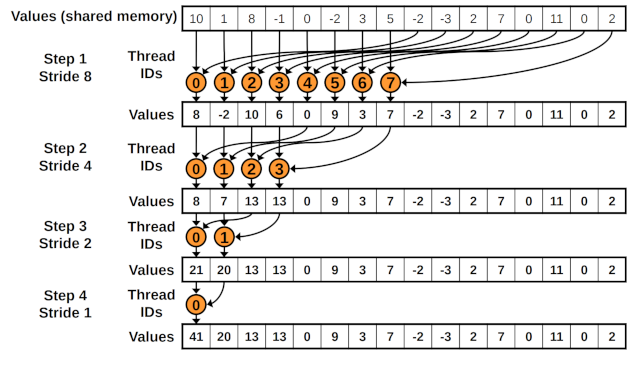 Values (shared memory) 10 1 8 -1 0 -2 3 5 -2 -3 2 7 0 11 0 2
Step 1
Stride 8
Thread
IDs
0 1 2 3 4 5 6 7
Values 8 -2 10 6 0 9 3 7 -2 -3 2 7 0 11 0 2
Step 2
Stride 4
Thread
IDs
0 1 2 3
Values 8 7 13 13 0 9 3 7 -2 -3 2 7 0 11 0 2
Step 3
Stride 2
Thread
IDs
0 1
Values 21 20 13 13 0 9 3 7 -2 -3 2 7 0 11 0 2
Step 4
Stride 1
Thread
IDs
0
Values 41 20 13 13 0 9 3 7 -2 -3 2 7 0 11 0 2